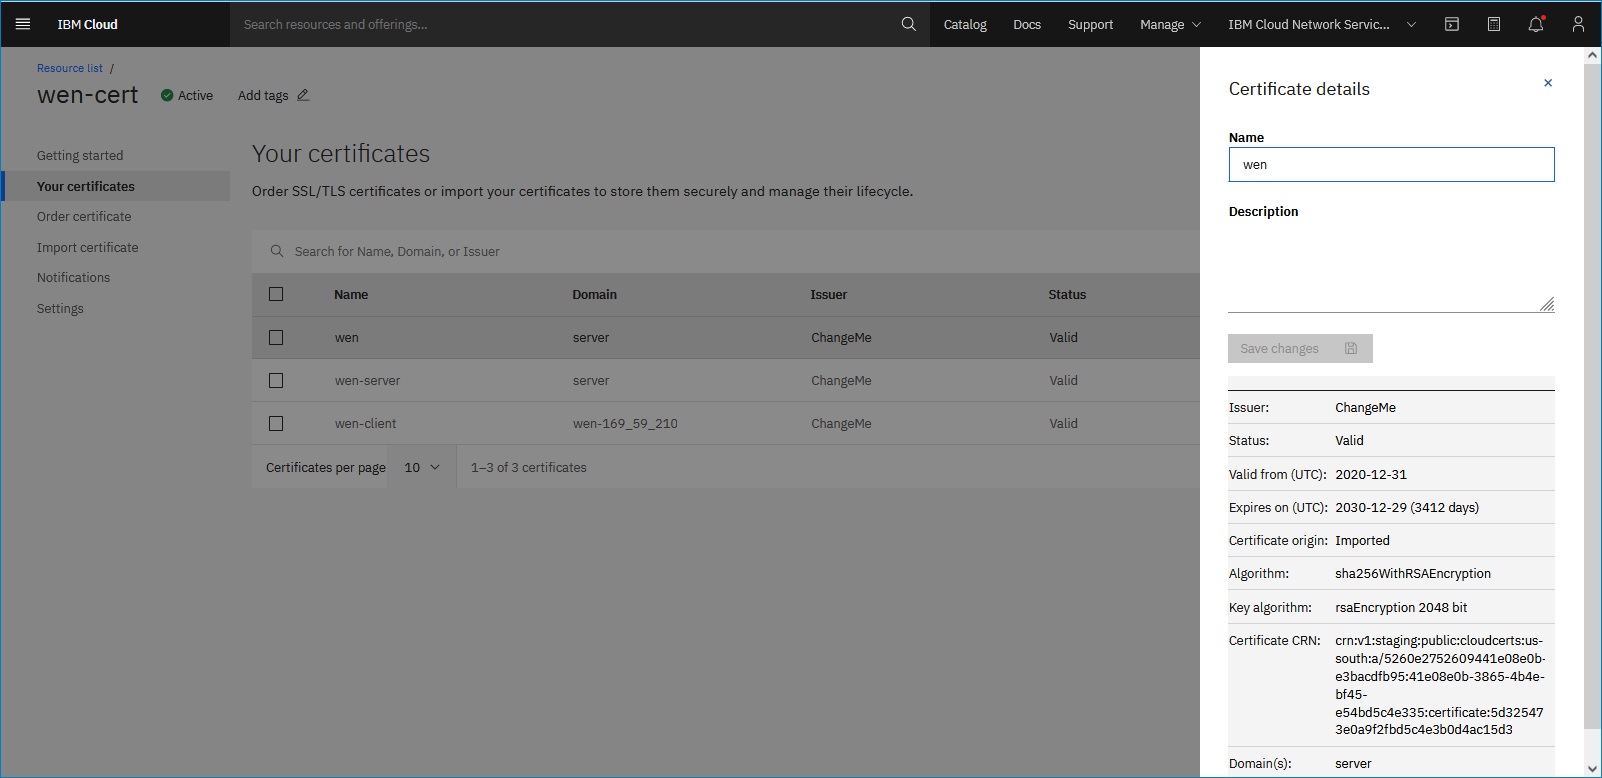 IBM Cloud
Search resources and offerings...
Catalog
Docs
Support
Manage
IBM Cloud Network Servic...
Resource list /
wen-cert
Active
Add tags
Getting started
Your certificates
Order certificate
Import certificate
Notifications
Settings
Your certificates
Order SSL/TLS certificates or import your certificates to store them securely and manage their lifecycle.
Search for Name, Domain, or Issuer
Name Domain Issuer Status
wen server ChangeMe Valid
wen-server server ChangeMe Valid
wen-client wen-169_59_210 ChangeMe Valid
Certificates per page 10 1–3 of 3 certificates
Certificate details
Name
wen
Description
Save changes
Issuer: ChangeMe
Status: Valid
Valid from (UTC): 2020-12-31
Expires on (UTC): 2030-12-29 (3412 days)
Certificate origin: Imported
Algorithm: sha256WithRSAEncryption
Key algorithm: rsaEncryption 2048 bit
Certificate CRN: crn:v1:staging:public:cloudcerts:us-
south:a/5260e2752609441e08e0b-
e3bacdfb95:41e08e0b-3865-4b4e-
bf45-
e54bd5c4e335:certificate:5d32547
3e0a9f2fbd5c4e3b0d4ac15d3
Domain(s): server